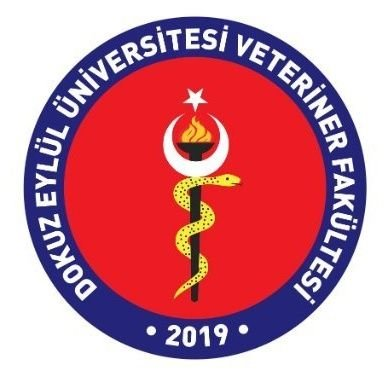 DOKUZ EYLÜL ÜNİVERSİTESİ VETERİNER FAKÜLTESİ
• 2019 •